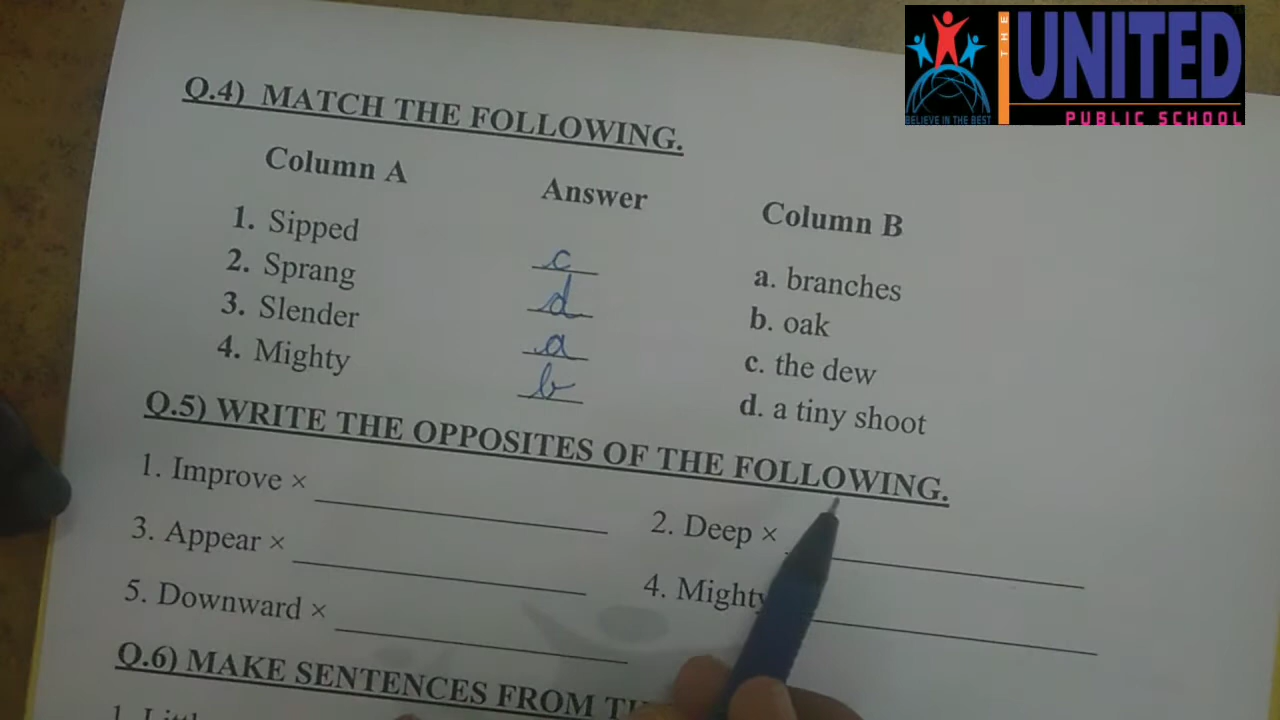 THE UNITED
BELIEVE IN THE BEST
PUBLIC SCHOOL
Q.4) MATCH THE FOLLOWING.
Column A Answer Column B
1. Sipped c a. branches
2. Sprang d b. oak
3. Slender a c. the dew
4. Mighty b d. a tiny shoot
Q.5) WRITE THE OPPOSITES OF THE FOLLOWING.
1. Improve × 2. Deep ×
3. Appear × 4. Mighty
5. Downward ×
Q.6) MAKE SENTENCES FROM
1.